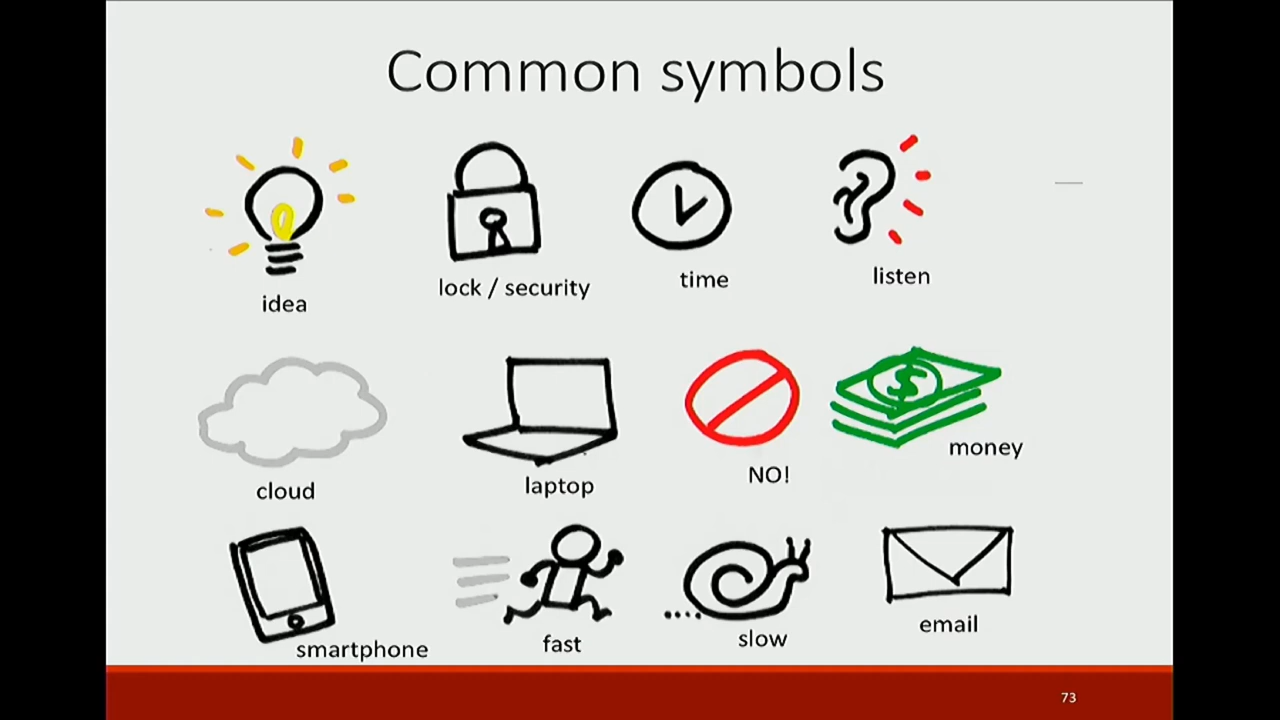 Common symbols
idea
lock / security
time
listen
cloud
laptop
NO!
$
money
smartphone
fast
slow
email
73